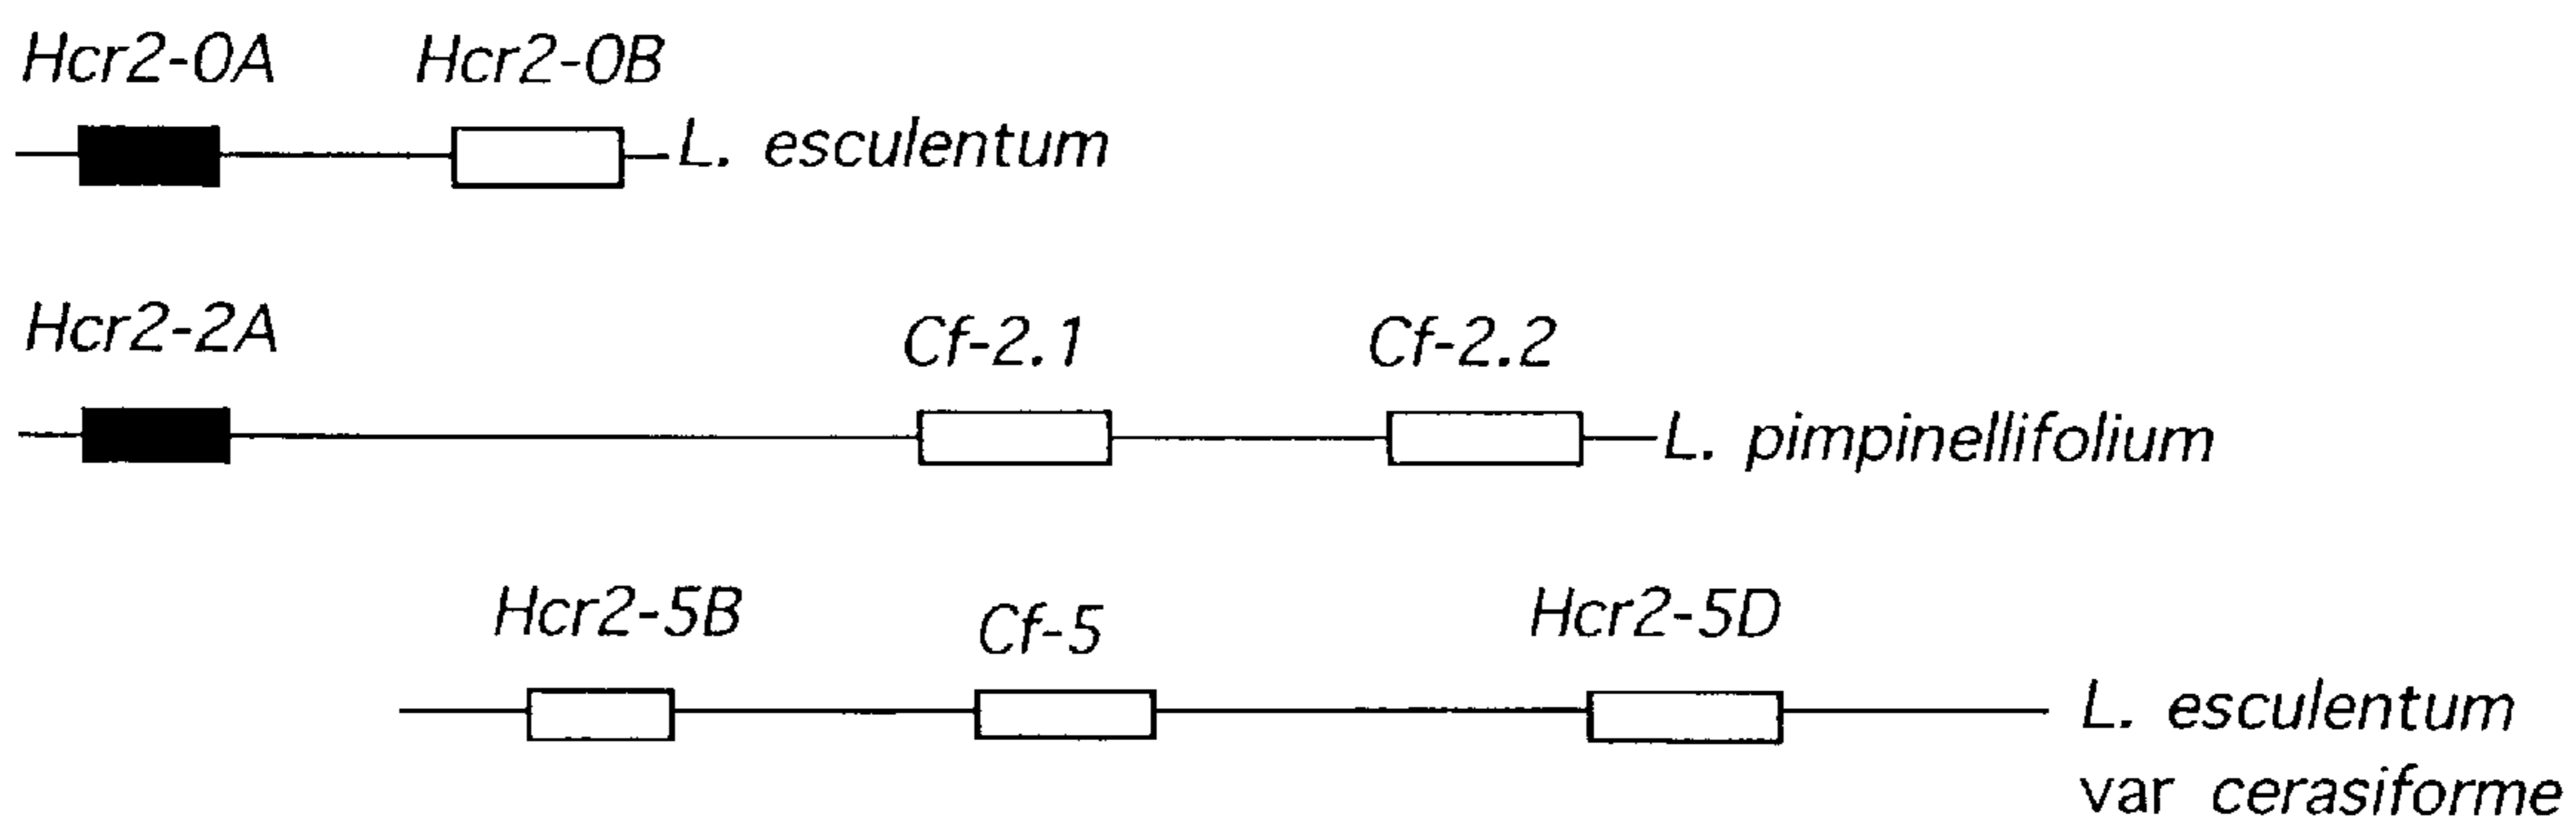 Hcr2-0A Hcr2-0B
L. esculentum
Hcr2-2A Cf-2.1 Cf-2.2
L. pimpinellifolium
Hcr2-5B Cf-5 Hcr2-5D
L. esculentum
var cerasiforme